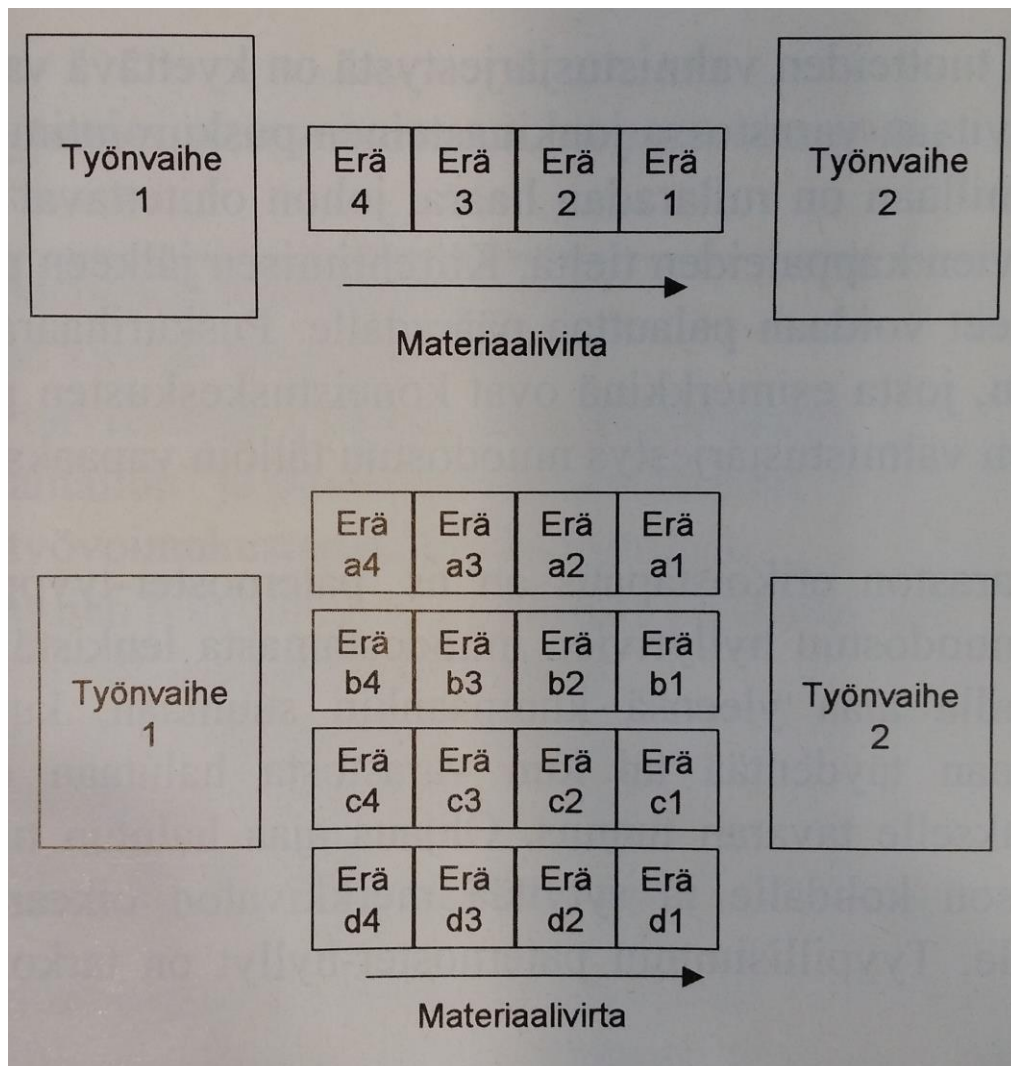 Työnvaihe
1
Erä
4
Erä
3
Erä
2
Erä
1
Työnvaihe
2
Materiaalivirta
Työnvaihe
1
Erä
a4
Erä
a3
Erä
a2
Erä
a1
Erä
b4
Erä
b3
Erä
b2
Erä
b1
Erä
c4
Erä
c3
Erä
c2
Erä
c1
Erä
d4
Erä
d3
Erä
d2
Erä
d1
Työnvaihe
2
Materiaalivirta